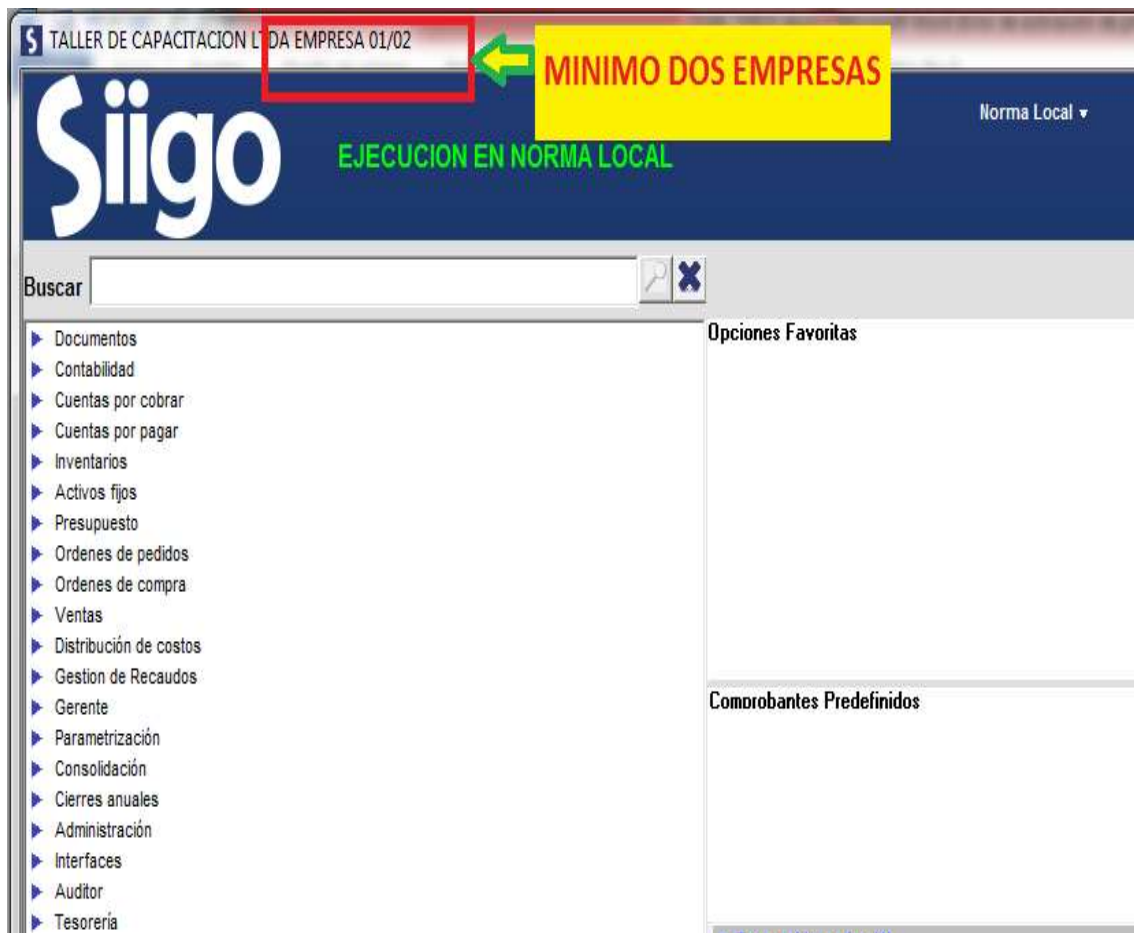 TALLER DE CAPACITACION LTDA EMPRESA 01/02
MINIMO DOS EMPRESAS
Siigo
EJECUCION EN NORMA LOCAL
Norma Local
Buscar
Documentos
Contabilidad
Cuentas por cobrar
Cuentas por pagar
Inventarios
Activos fijos
Presupuesto
Ordenes de pedidos
Ordenes de compra
Ventas
Distribución de costos
Gestion de Recaudos
Gerente
Parametrización
Consolidación
Cierres anuales
Administración
Interfaces
Auditor
Tesorería
Opciones Favoritas
Comprobantes Predefinidos